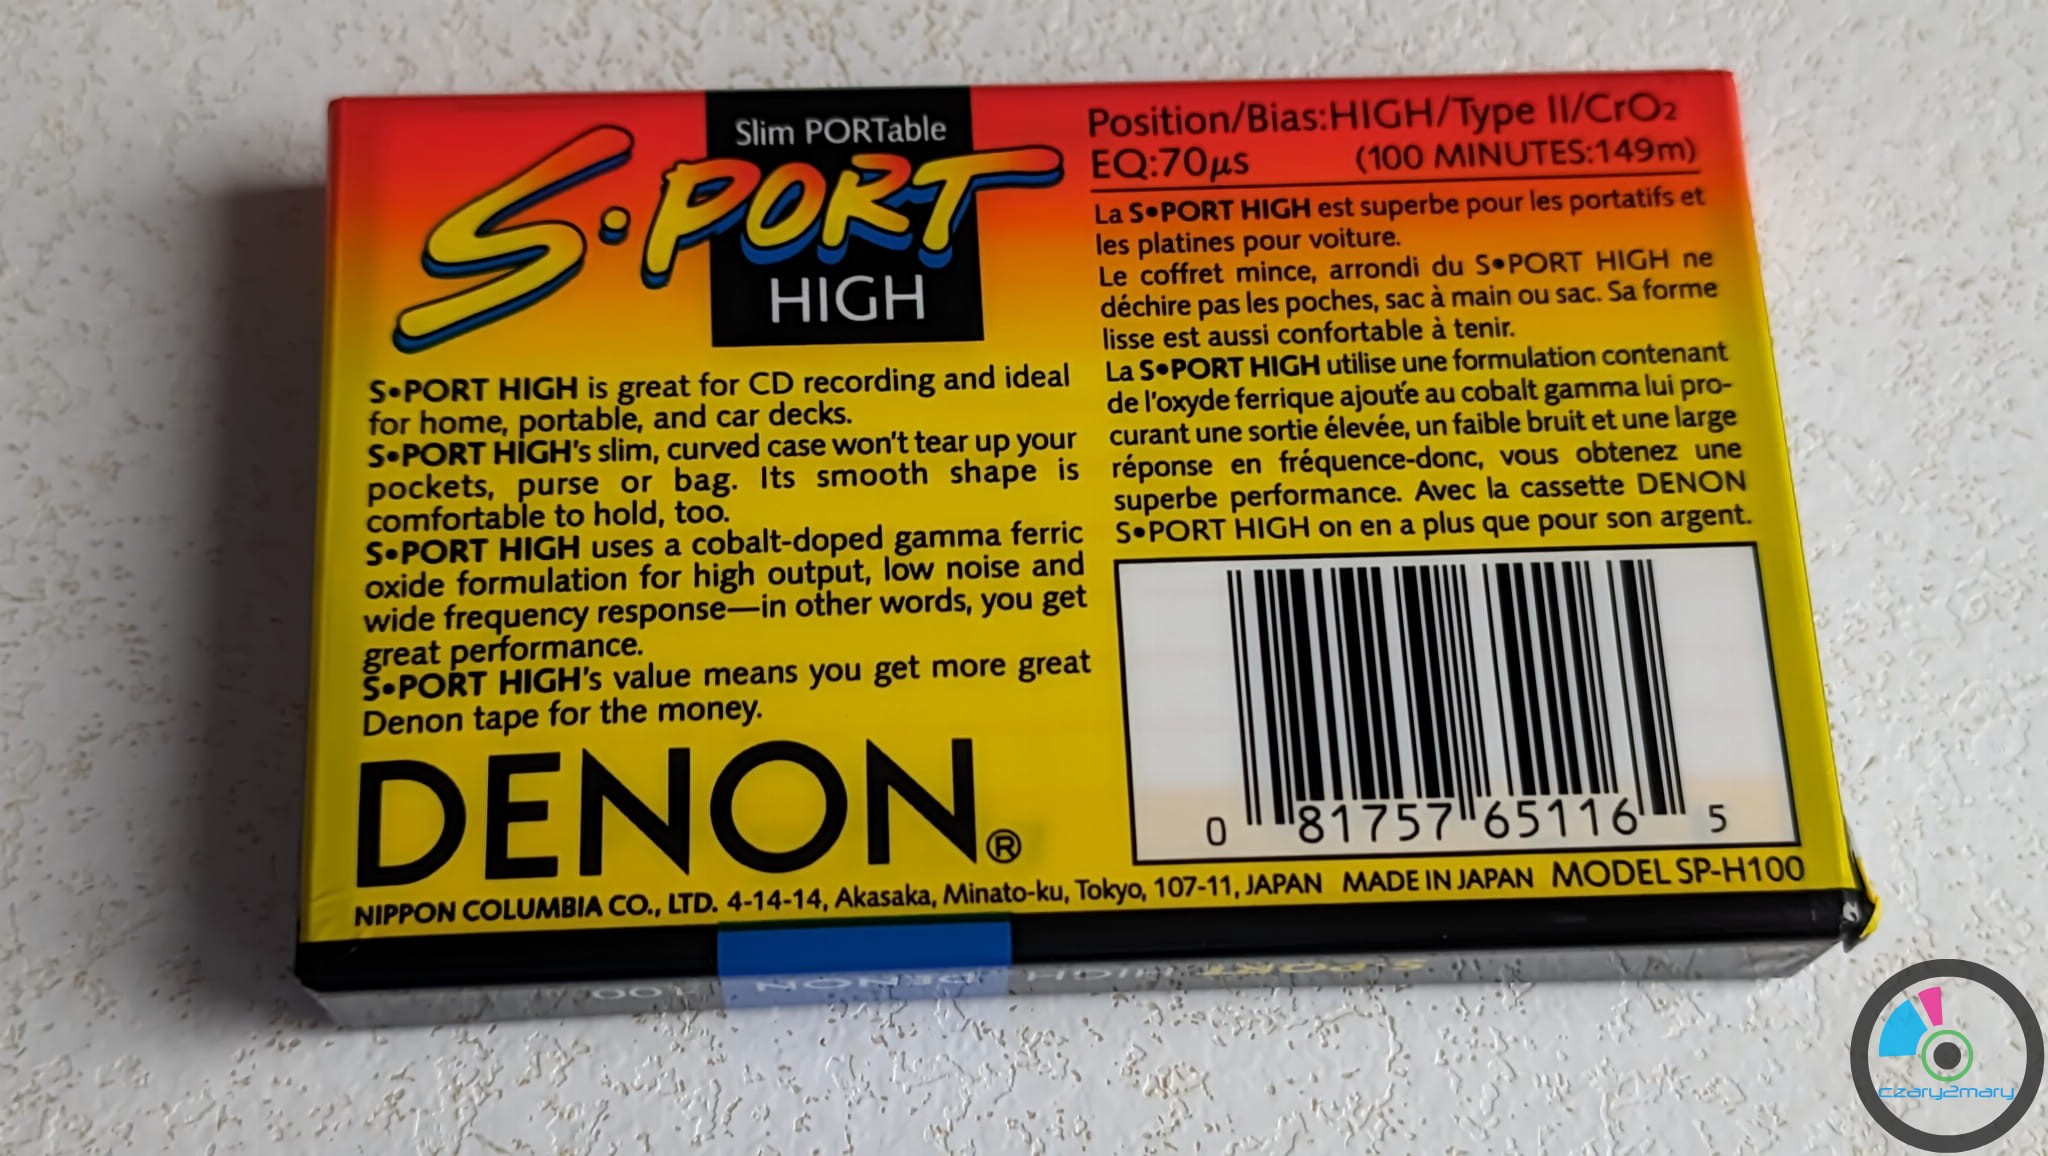 Slim PORTable
S•PORT
HIGH
S•PORT HIGH is great for CD recording and ideal
for home, portable, and car decks.
S•PORT HIGH's slim, curved case won't tear up your
pockets, purse or bag. Its smooth shape is
comfortable to hold, too.
S•PORT HIGH uses a cobalt-doped gamma ferric
oxide formulation for high output, low noise and
wide frequency response—in other words, you get
great performance.
S•PORT HIGH's value means you get more great
Denon tape for the money.
DENON®
Position/Bias:HIGH/Type II/CrO₂
EQ:70µs (100 MINUTES:149m)
La S•PORT HIGH est superbe pour les portatifs et
les platines pour voiture.
Le coffret mince, arrondi du S•PORT HIGH ne
déchire pas les poches, sac à main ou sac. Sa forme
lisse est aussi confortable à tenir.
La S•PORT HIGH utilise une formulation contenant
de l'oxyde ferrique ajouté au cobalt gamma lui pro-
curant une sortie élevée, un faible bruit et une large
réponse en fréquence-donc, vous obtenez une
superbe performance. Avec la cassette DENON
S•PORT HIGH on en a plus que pour son argent.
0 81757 65116 5
NIPPON COLUMBIA CO., LTD. 4-14-14, Akasaka, Minato-ku, Tokyo, 107-11, JAPAN MADE IN JAPAN MODEL SP-H100
S•PORT HIGH DENON 100
czary2mary